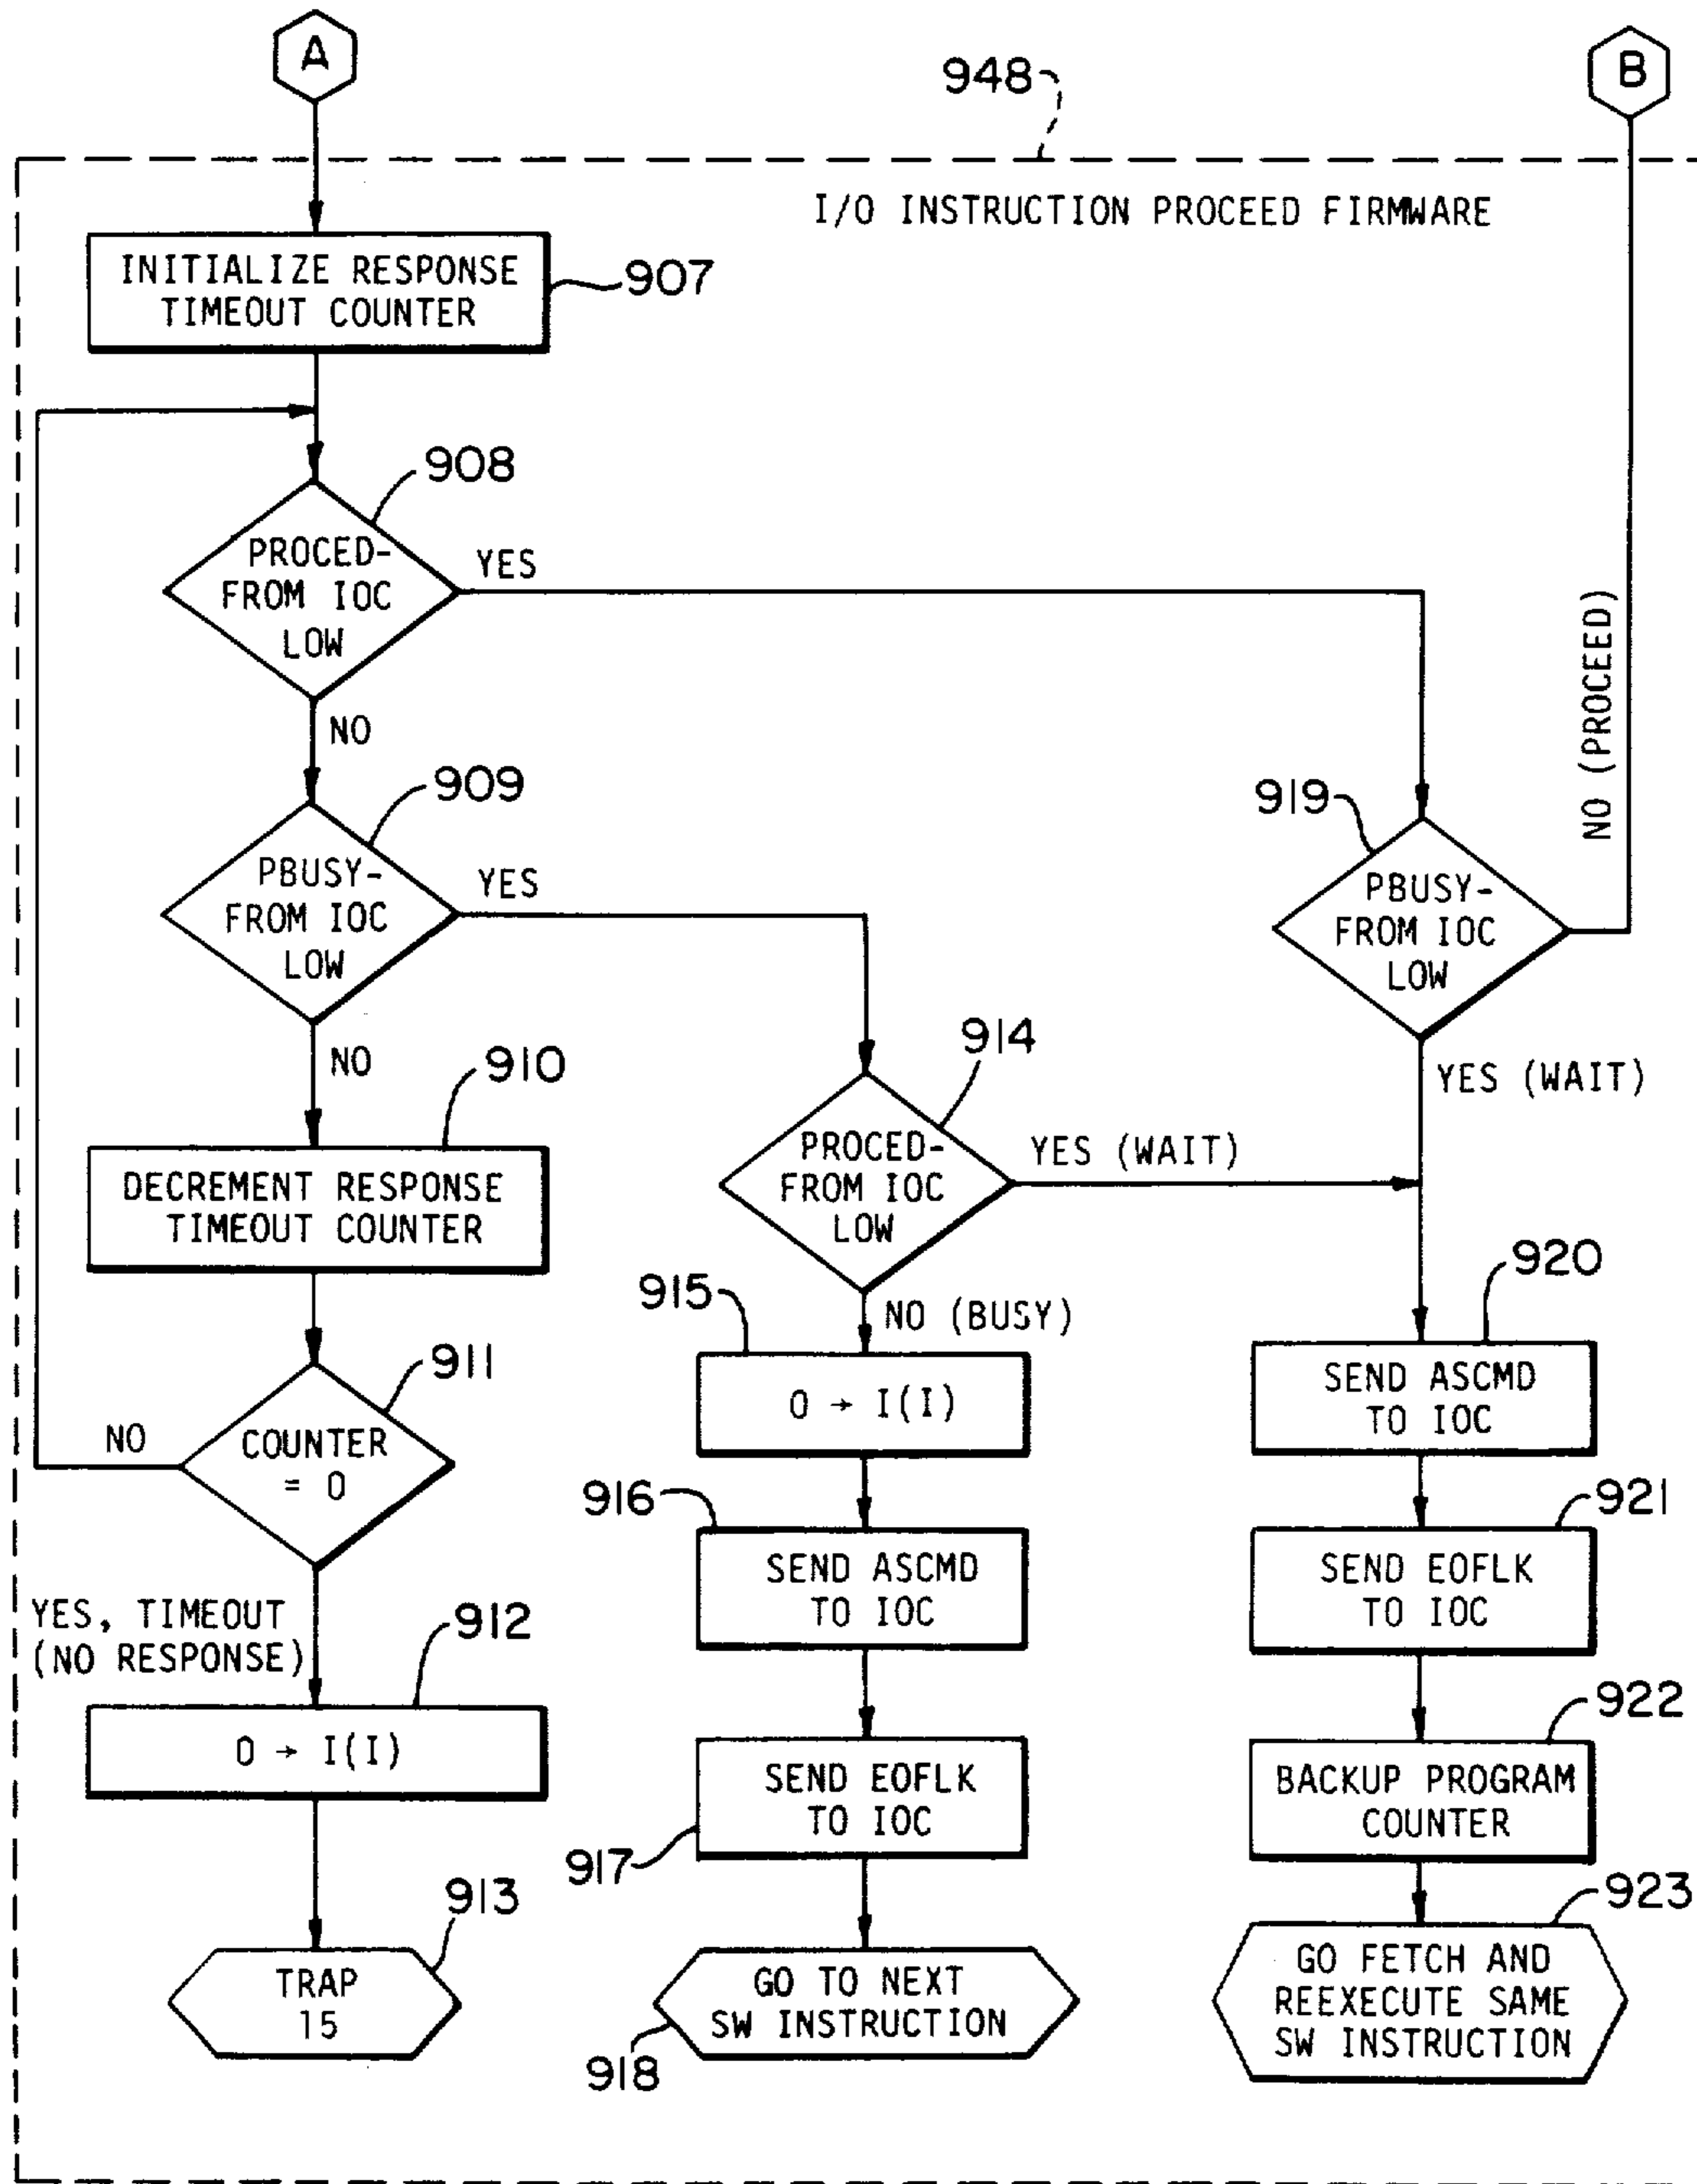 A
948
B
I/O INSTRUCTION PROCEED FIRMWARE
INITIALIZE RESPONSE
TIMEOUT COUNTER
907
908
PROCED-
FROM IOC
LOW
YES
NO
NO (PROCEED)
909
PBUSY-
FROM IOC
LOW
YES
NO
919
PBUSY-
FROM IOC
LOW
YES (WAIT)
910
DECREMENT RESPONSE
TIMEOUT COUNTER
914
PROCED-
FROM IOC
LOW
YES (WAIT)
NO (BUSY)
911
COUNTER
= 0
NO
YES, TIMEOUT
(NO RESPONSE)
912
0 → I(I)
913
TRAP
15
915
0 → I(I)
916
SEND ASCMD
TO IOC
917
SEND EOFLK
TO IOC
918
GO TO NEXT
SW INSTRUCTION
920
SEND ASCMD
TO IOC
921
SEND EOFLK
TO IOC
922
BACKUP PROGRAM
COUNTER
923
GO FETCH AND
REEXECUTE SAME
SW INSTRUCTION